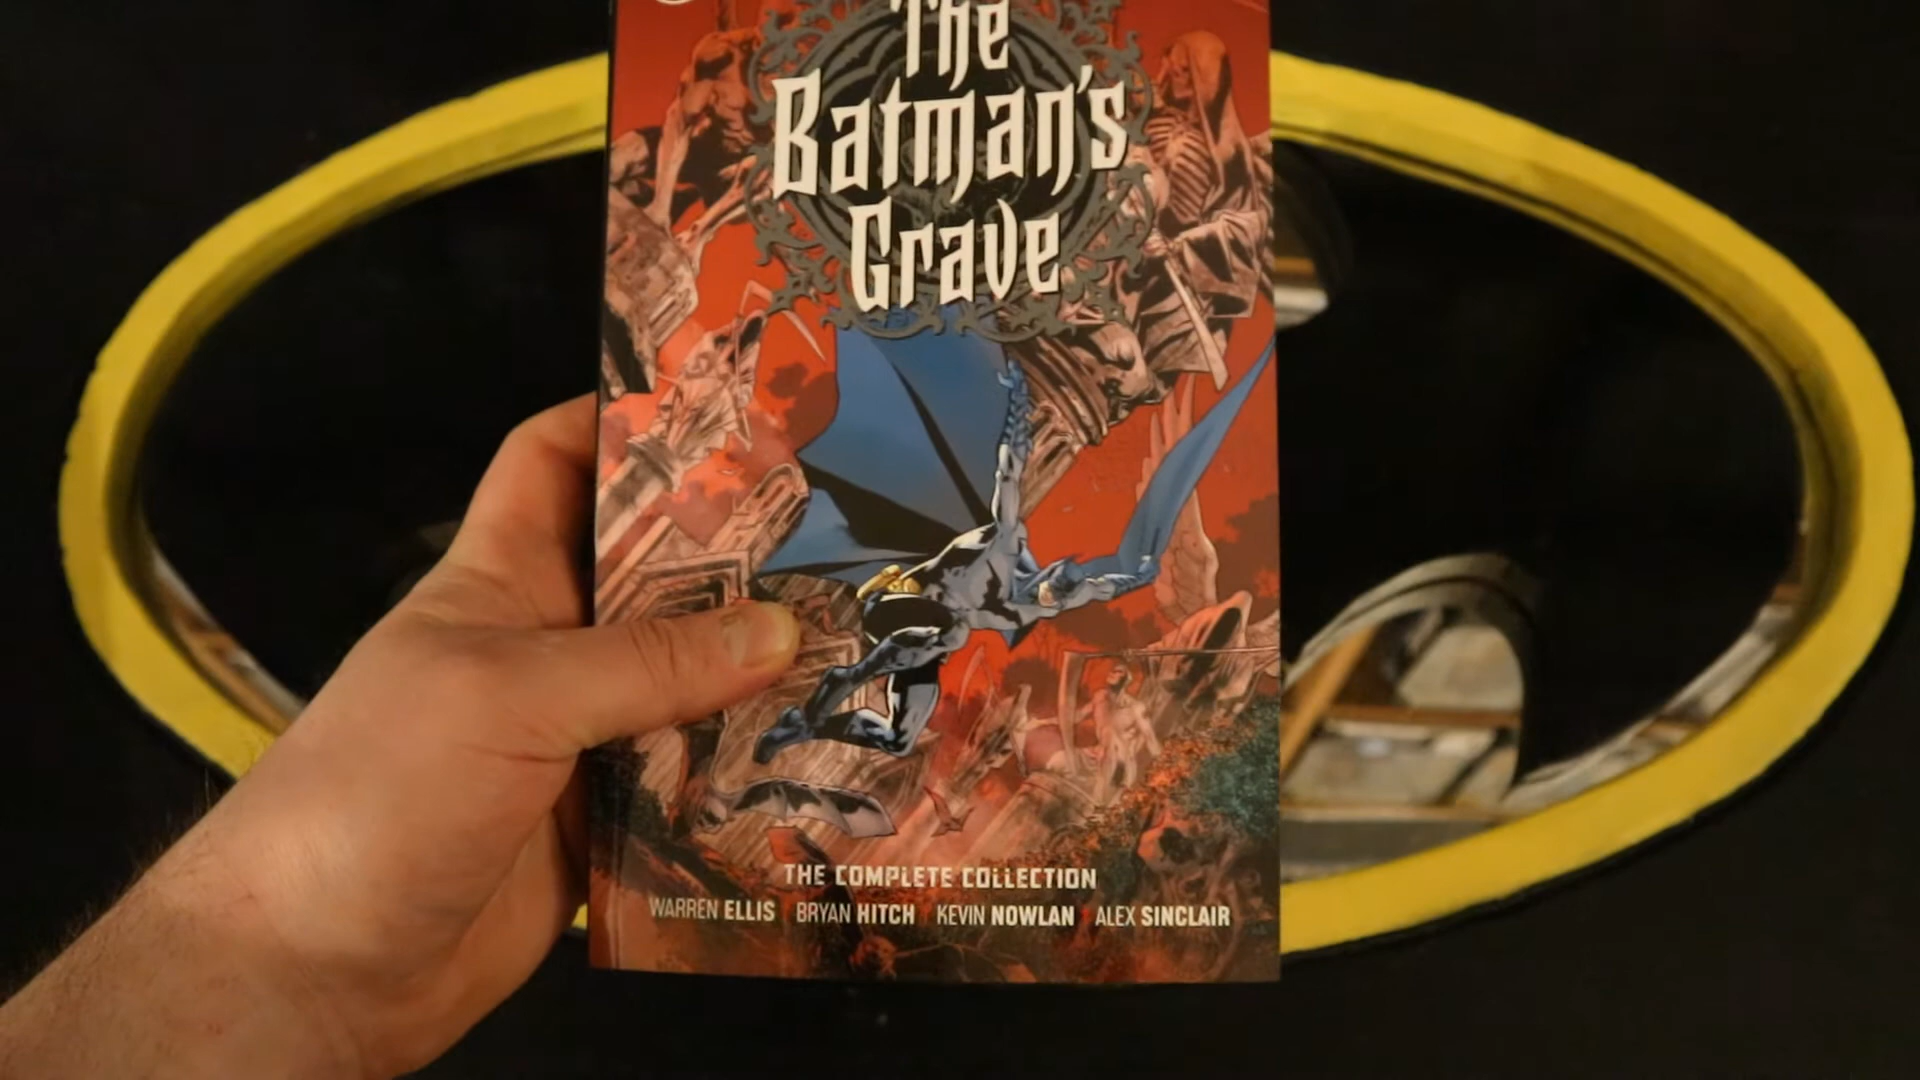 The
Batman's
Grave
THE COMPLETE COLLECTION
WARREN ELLIS BRYAN HITCH KEVIN NOWLAN ALEX SINCLAIR